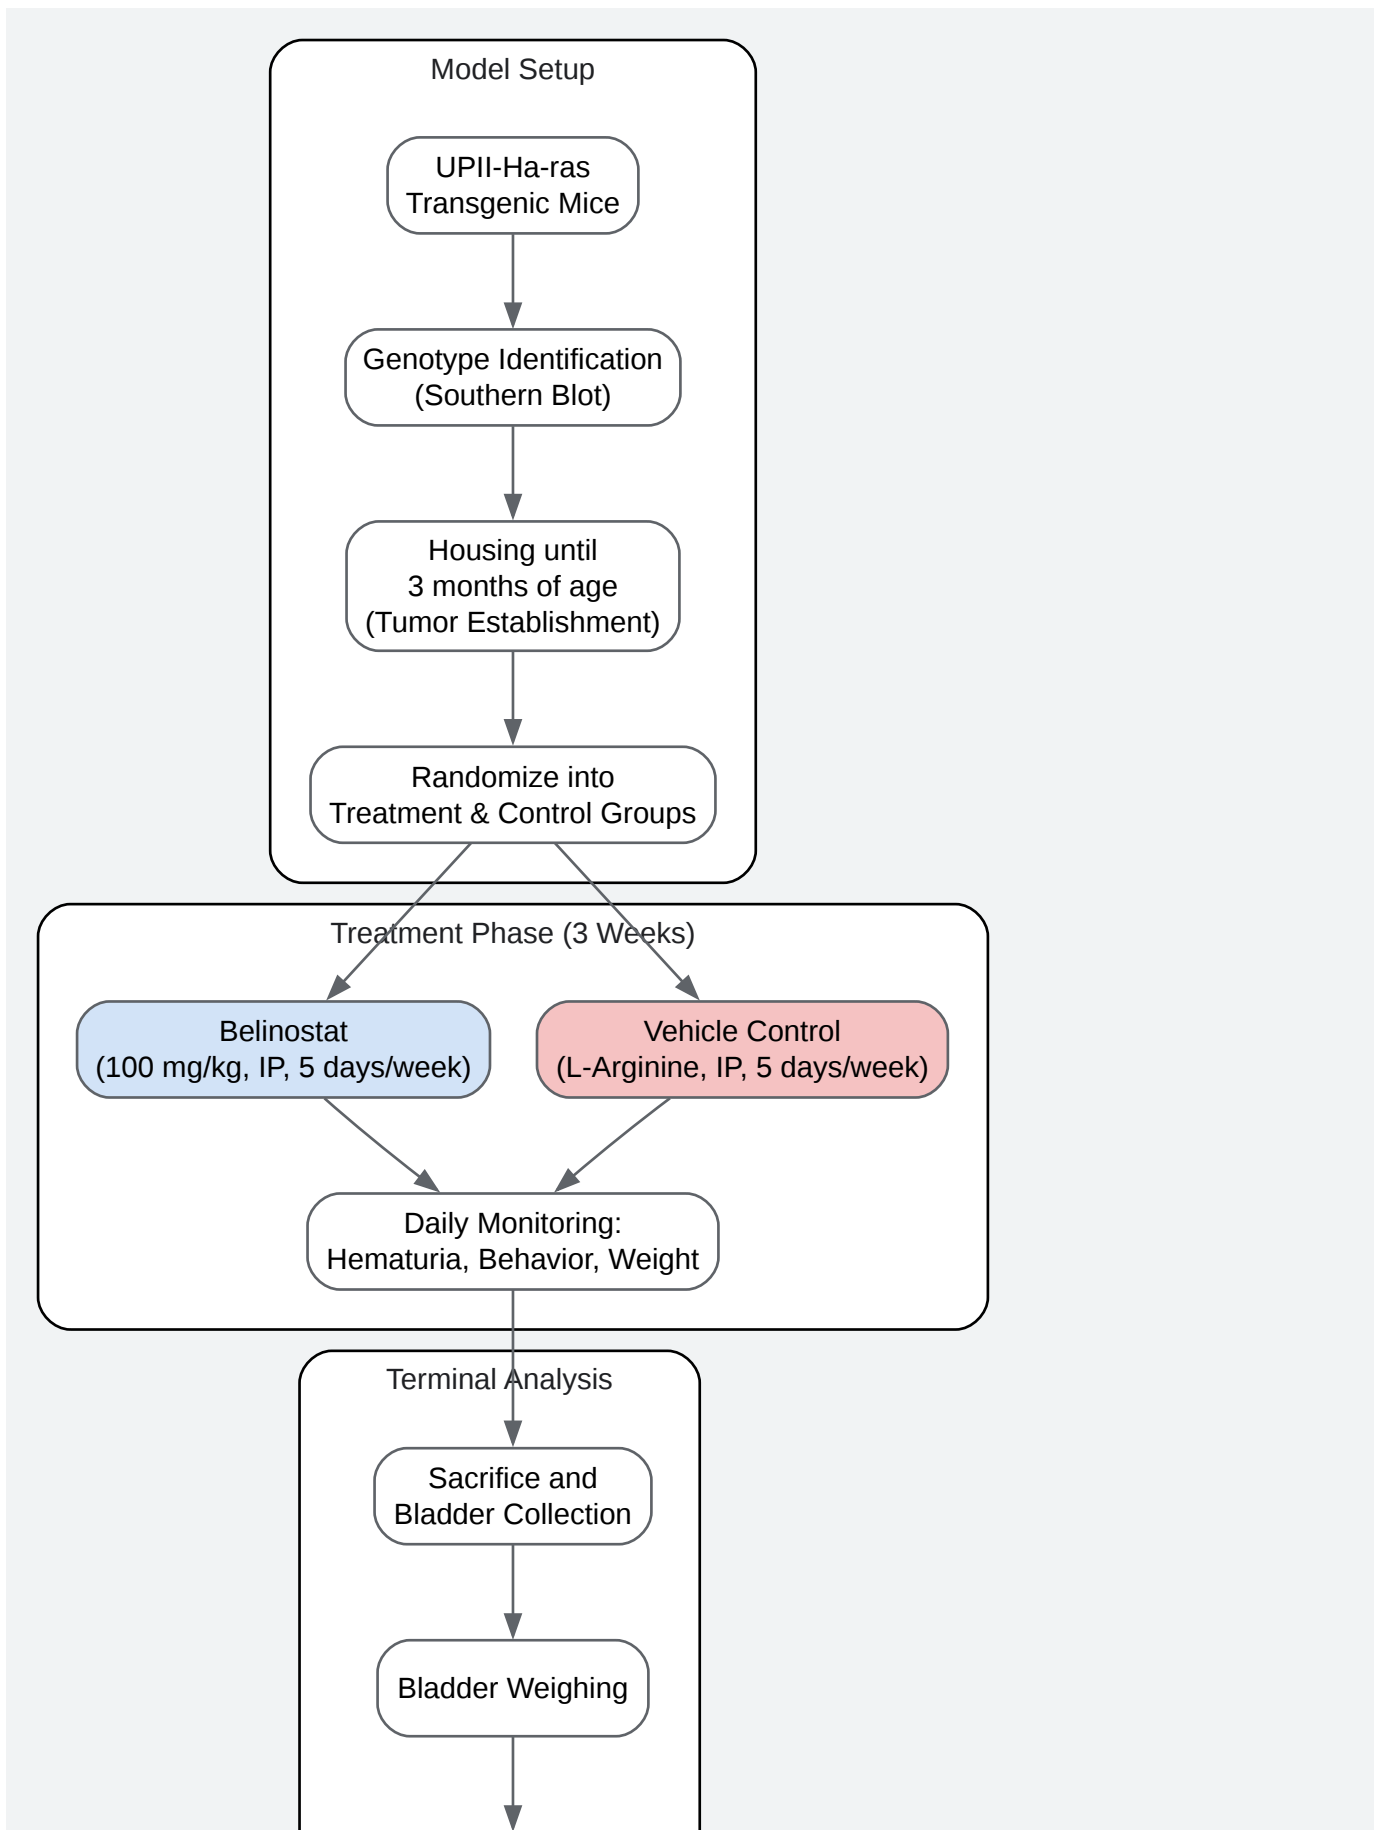 Model Setup
UPII-Ha-ras
Transgenic Mice
Genotype Identification
(Southern Blot)
Housing until
3 months of age
(Tumor Establishment)
Randomize into
Treatment & Control Groups
Treatment Phase (3 Weeks)
Belinostat
(100 mg/kg, IP, 5 days/week)
Vehicle Control
(L-Arginine, IP, 5 days/week)
Daily Monitoring:
Hematuria, Behavior, Weight
Terminal Analysis
Sacrifice and
Bladder Collection
Bladder Weighing